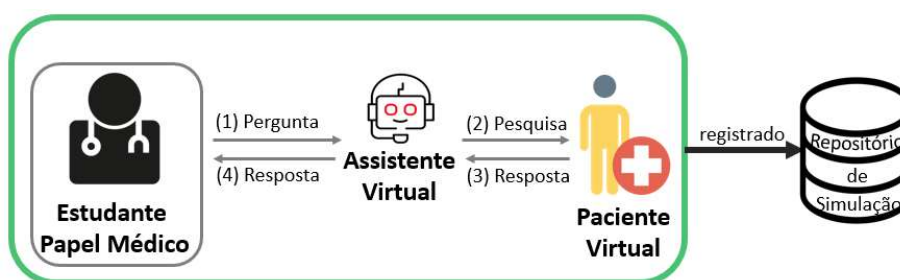 (1) Pergunta
(4) Resposta
Estudante
Papel Médico
Assistente
Virtual
(2) Pesquisa
(3) Resposta
Paciente
Virtual
registrado
Repositório
de
Simulação